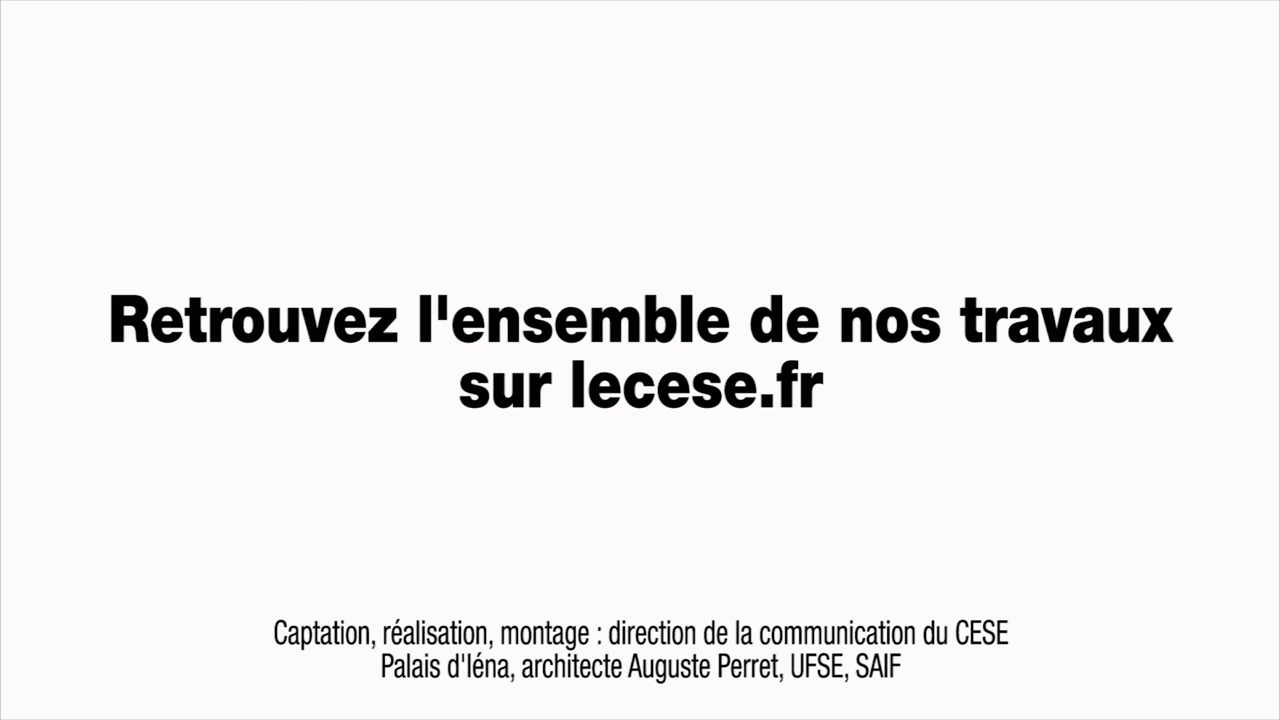 Retrouvez l'ensemble de nos travaux
sur lecese.fr
Captation, réalisation, montage : direction de la communication du CESE
Palais d'Iéna, architecte Auguste Perret, UFSE, SAIF